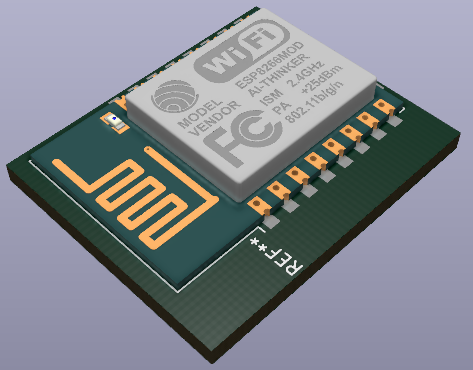 WiFi
MODEL ESP8266MOD
VENDOR AI-THINKER
ISM 2.4GHz
PA +25dBm
802.11b/g/n
FC
REF**